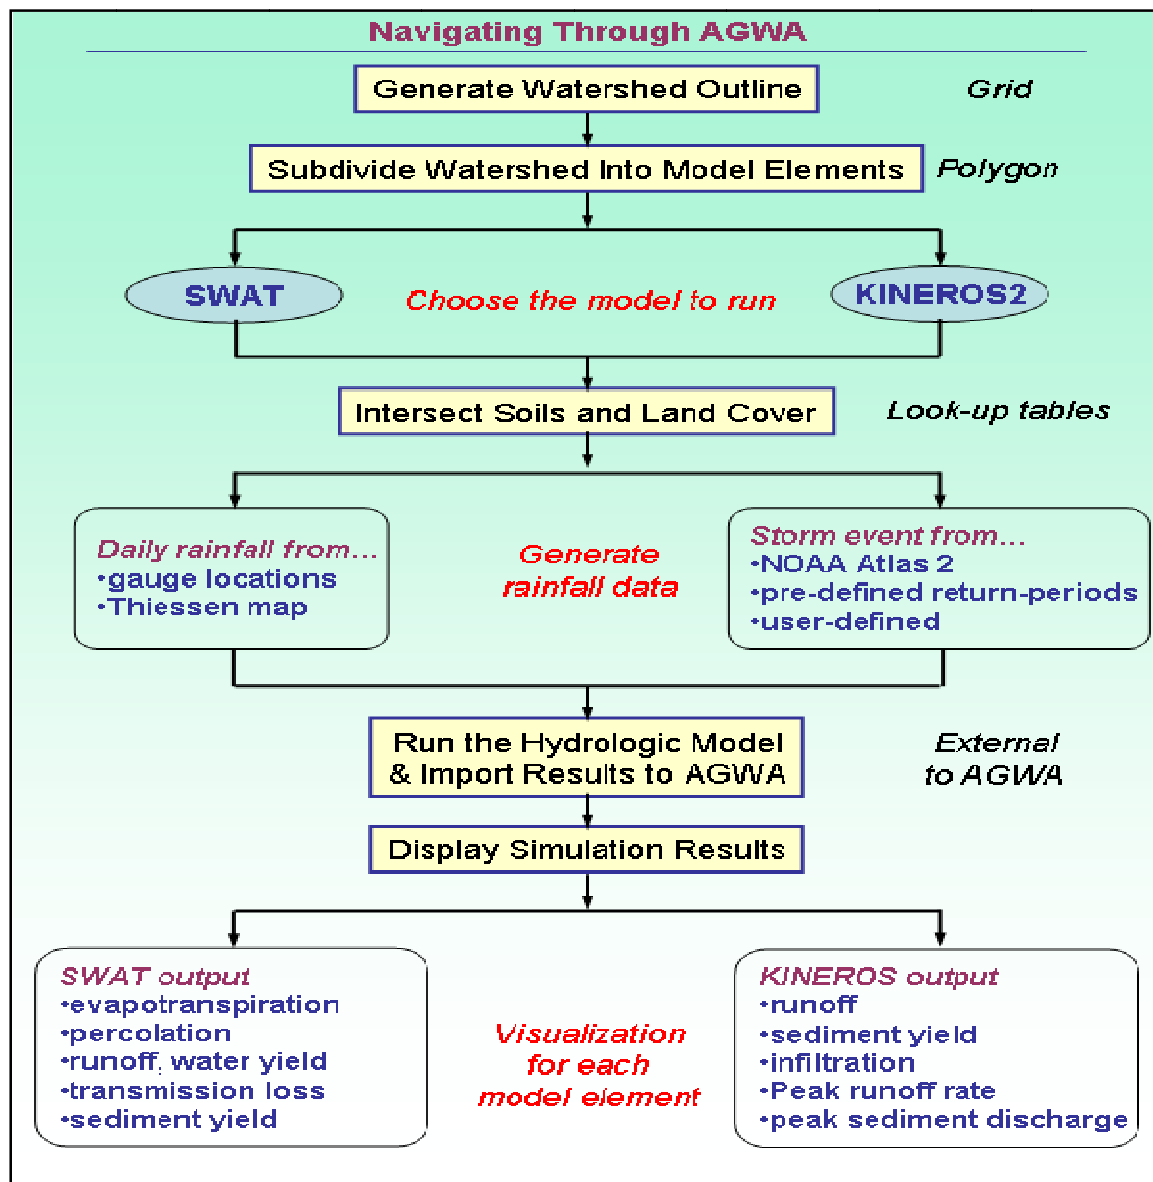 Navigating Through AGWA
Generate Watershed Outline
Grid
Subdivide Watershed Into Model Elements
Polygon
SWAT
Choose the model to run
KINEROS2
Intersect Soils and Land Cover
Look-up tables
Daily rainfall from...
•gauge locations
•Thiessen map
Generate
rainfall data
Storm event from...
•NOAA Atlas 2
•pre-defined return-periods
•user-defined
Run the Hydrologic Model
& Import Results to AGWA
External
to AGWA
Display Simulation Results
SWAT output
•evapotranspiration
•percolation
•runoff, water yield
•transmission loss
•sediment yield
Visualization
for each
model element
KINEROS output
•runoff
•sediment yield
•infiltration
•Peak runoff rate
•peak sediment discharge